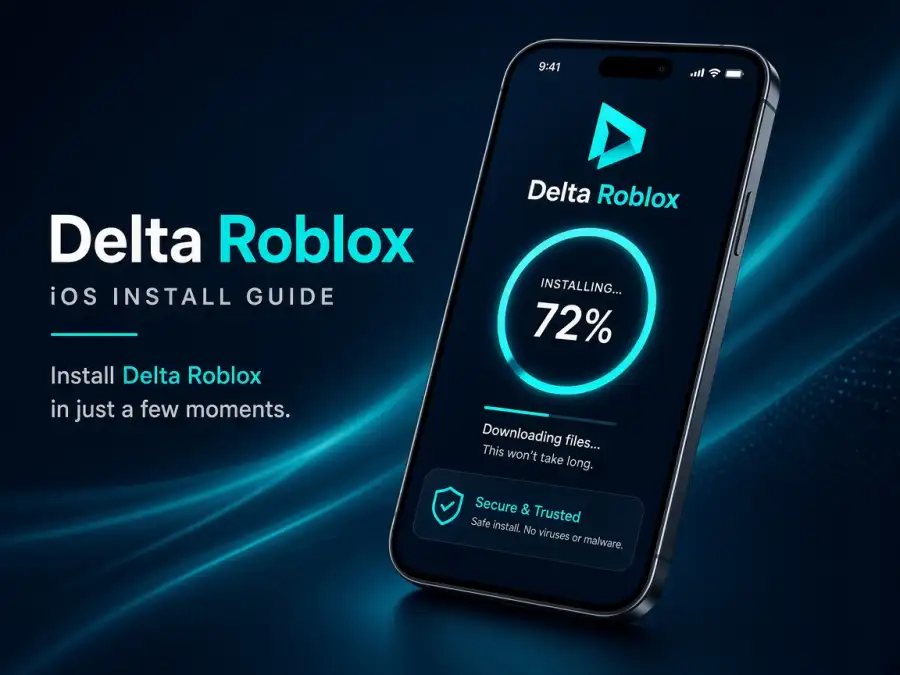 Delta Roblox
iOS INSTALL GUIDE
Install Delta Roblox
in just a few moments.
9:41
Delta Roblox
INSTALLING...
72%
Downloading files...
This won't take long.
Secure & Trusted
Safe install. No viruses or malware.